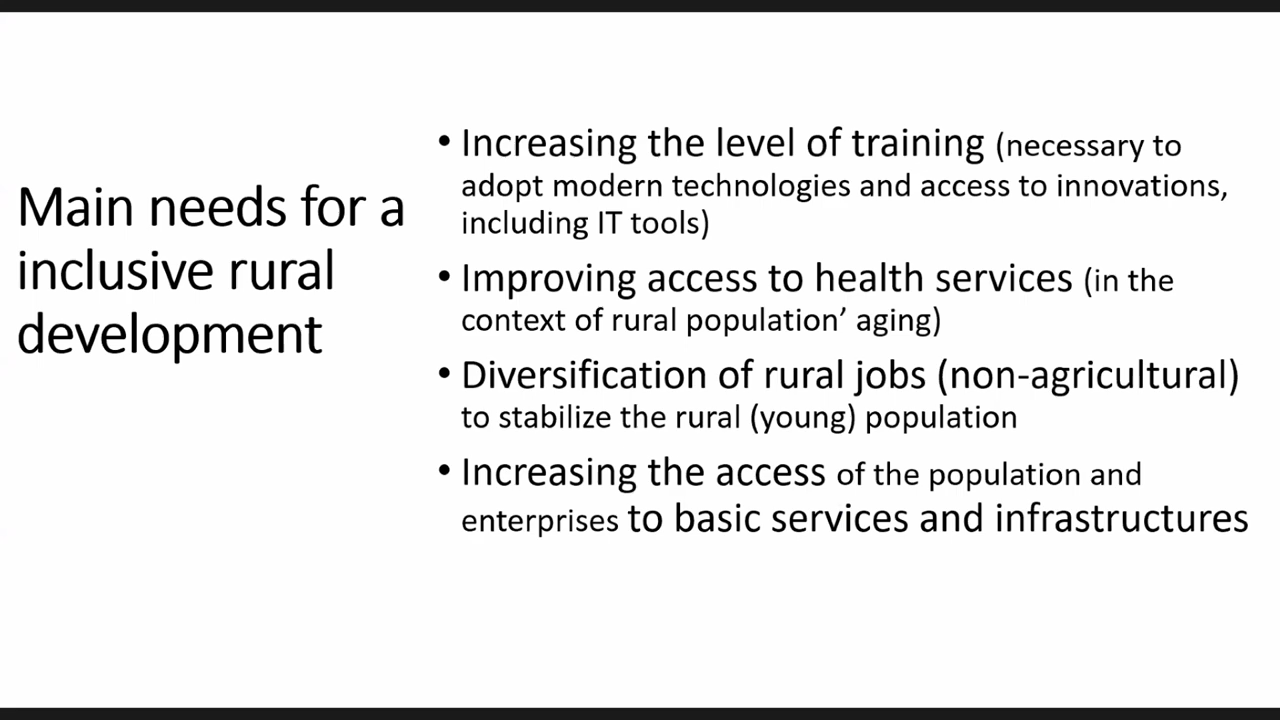 Main needs for a
inclusive rural
development
• Increasing the level of training (necessary to
adopt modern technologies and access to innovations,
including IT tools)
• Improving access to health services (in the
context of rural population’ aging)
• Diversification of rural jobs (non-agricultural)
to stabilize the rural (young) population
• Increasing the access of the population and
enterprises to basic services and infrastructures